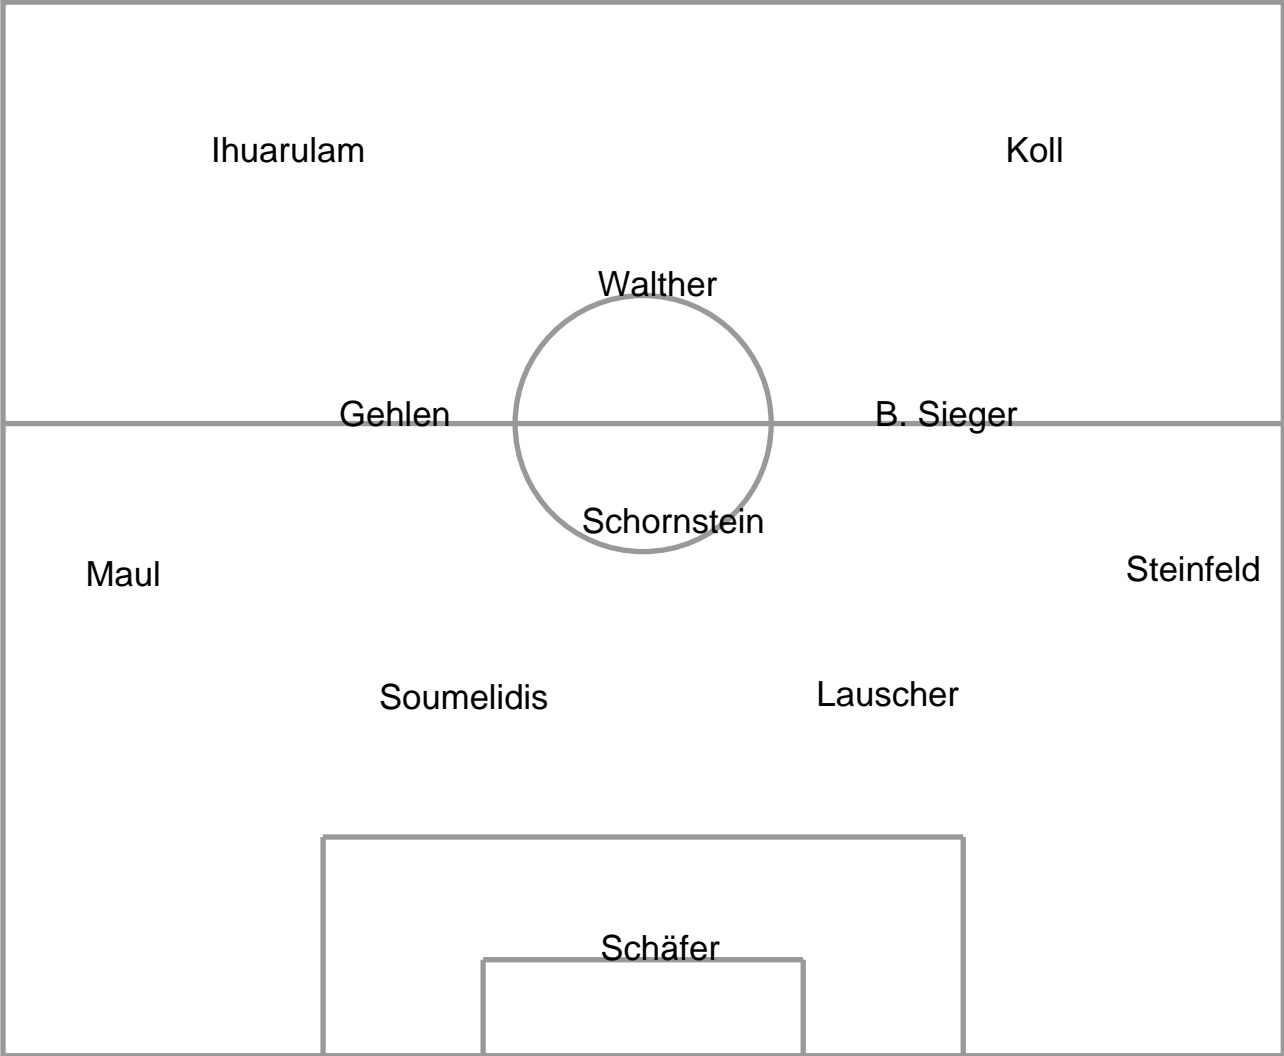 Ihuarulam
Koll
Walther
Gehlen
B. Sieger
Schornstein
Maul
Steinfeld
Soumelidis
Lauscher
Schäfer